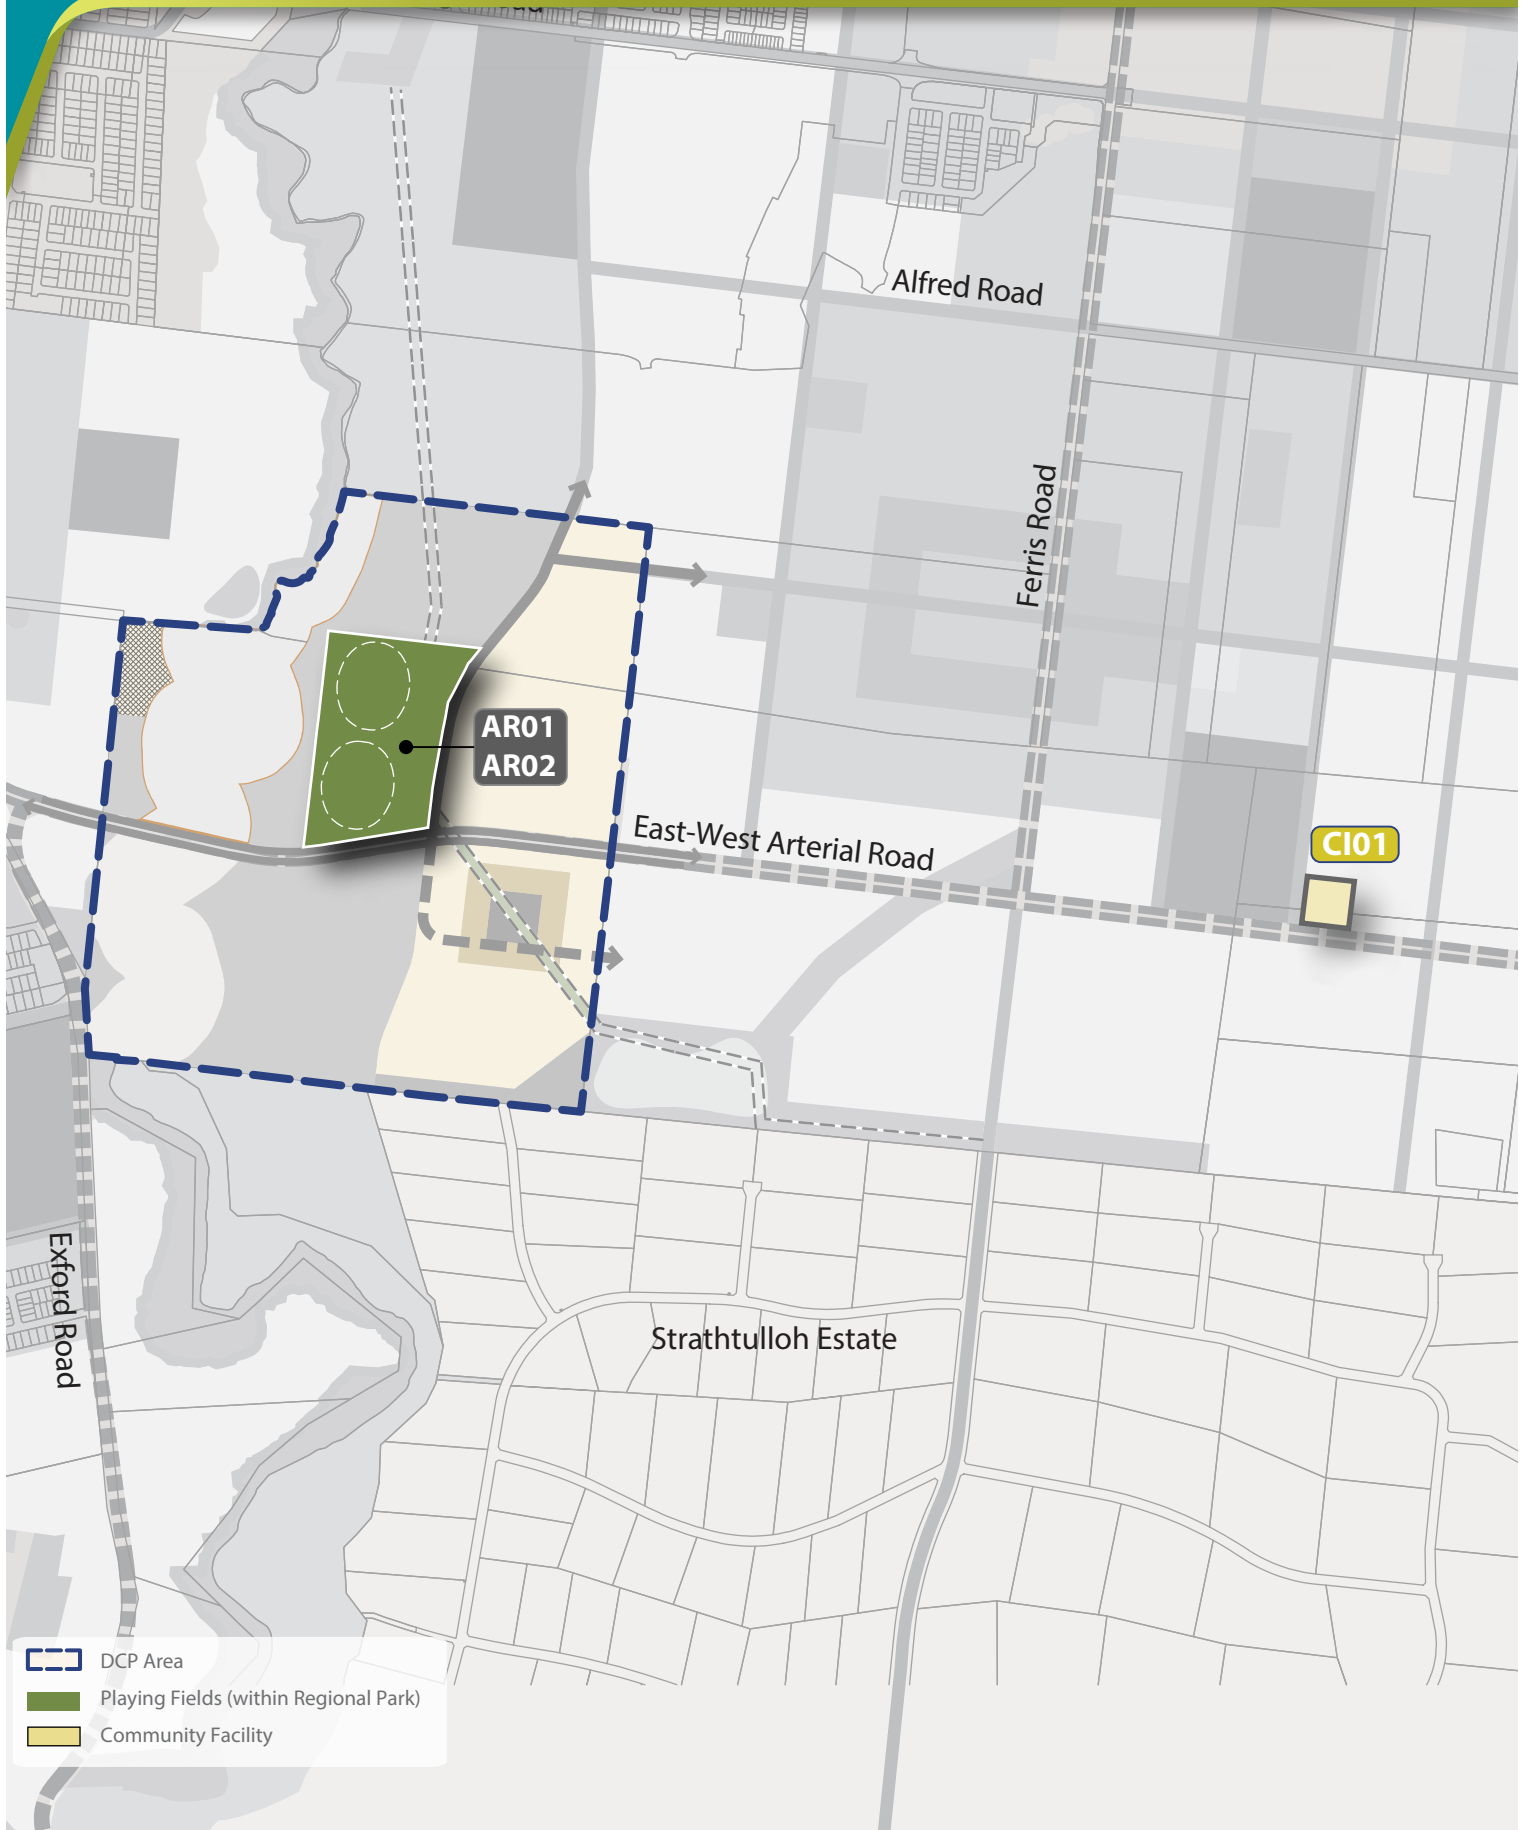 Alfred Road
Ferris Road
AR01
AR02
East-West Arterial Road
CI01
Exford Road
Strathtulloh Estate
DCP Area
Playing Fields (within Regional Park)
Community Facility